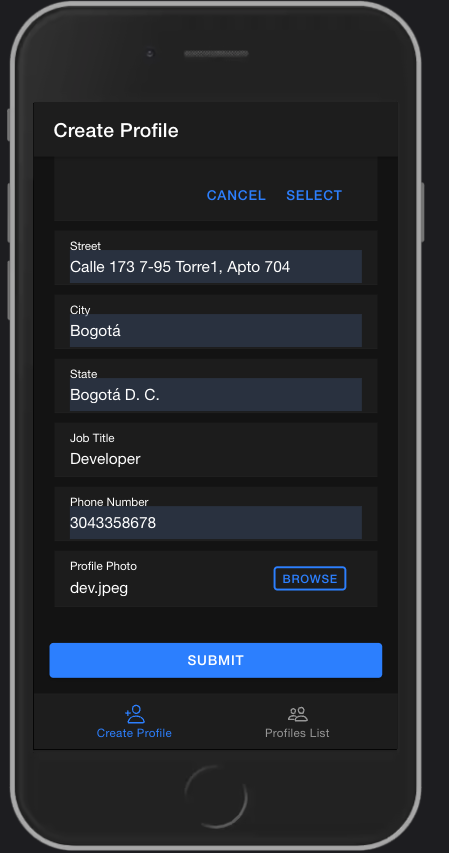 Create Profile
CANCEL SELECT
Street
Calle 173 7-95 Torre1, Apto 704
City
Bogotá
State
Bogotá D. C.
Job Title
Developer
Phone Number
3043358678
Profile Photo
dev.jpeg
BROWSE
SUBMIT
Create Profile
Profiles List